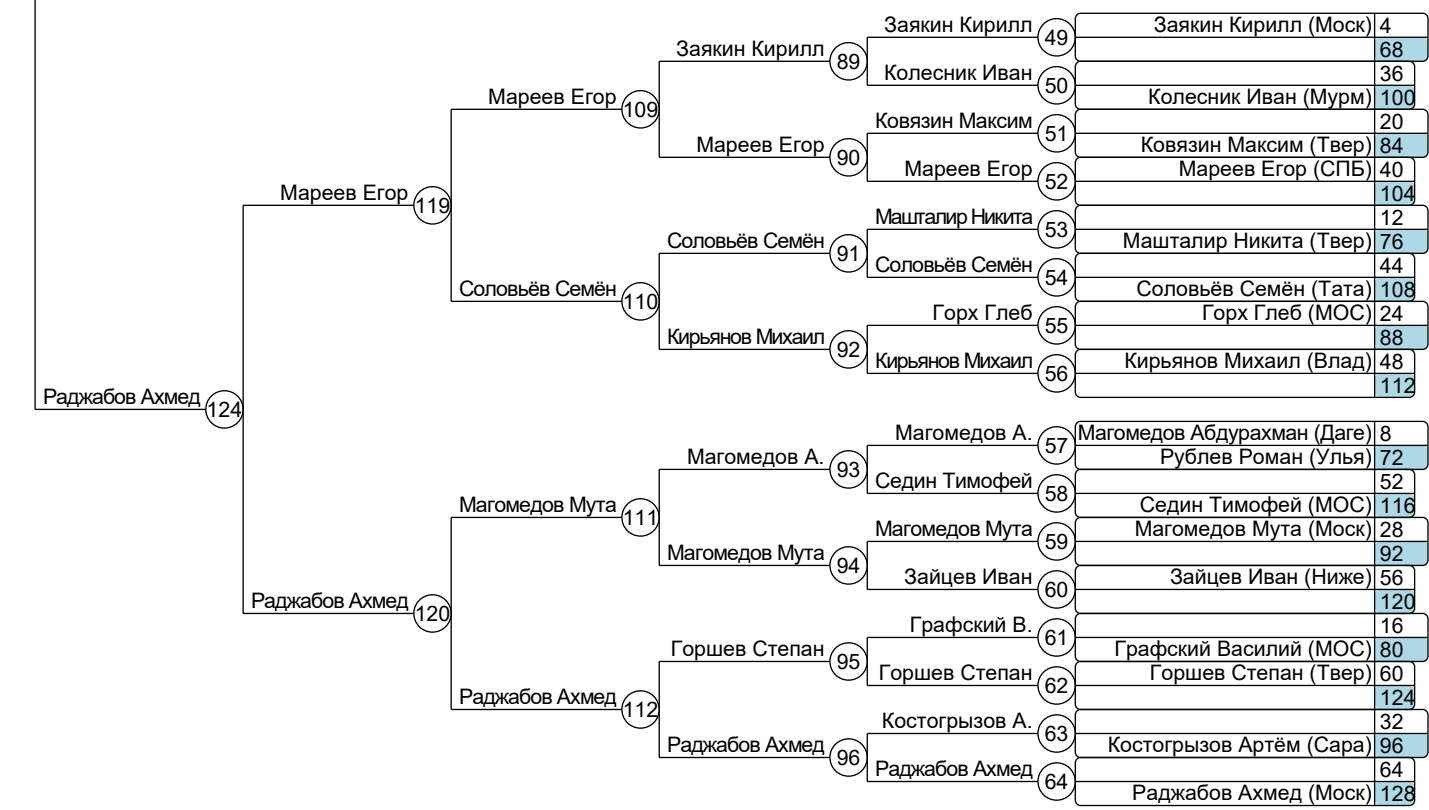 Заякин Кирилл 49 Заякин Кирилл (Моск) 4
Заякин Кирилл 89 68
Колесник Иван 50 36
Мареев Егор 109 Колесник Иван (Мурм) 100
Ковязин Максим 51 20
Мареев Егор 90 Ковязин Максим (Твер) 84
Мареев Егор 52 Мареев Егор (СПБ) 40
Мареев Егор 119 104
Машталир Никита 53 12
Соловьёв Семён 91 Машталир Никита (Твер) 76
Соловьёв Семён 54 44
Соловьёв Семён 110 Соловьёв Семён (Тата) 108
Горх Глеб 55 Горх Глеб (МОС) 24
Кирьянов Михаил 92 88
Кирьянов Михаил 56 Кирьянов Михаил (Влад) 48
Раджабов Ахмед 124 112
Магомедов А. 57 Магомедов Абдурахман (Даге) 8
Магомедов А. 93 Рублев Роман (Улья) 72
Седин Тимофей 58 52
Магомедов Мута 111 Седин Тимофей (МОС) 116
Магомедов Мута 59 Магомедов Мута (Моск) 28
Магомедов Мута 94 92
Зайцев Иван 60 Зайцев Иван (Ниже) 56
Раджабов Ахмед 120 120
Графский В. 61 16
Горшев Степан 95 Графский Василий (МОС) 80
Горшев Степан 62 Горшев Степан (Твер) 60
Раджабов Ахмед 112 124
Костогрызов А. 63 32
Раджабов Ахмед 96 Костогрызов Артём (Сара) 96
Раджабов Ахмед 64 64
Раджабов Ахмед (Моск) 128